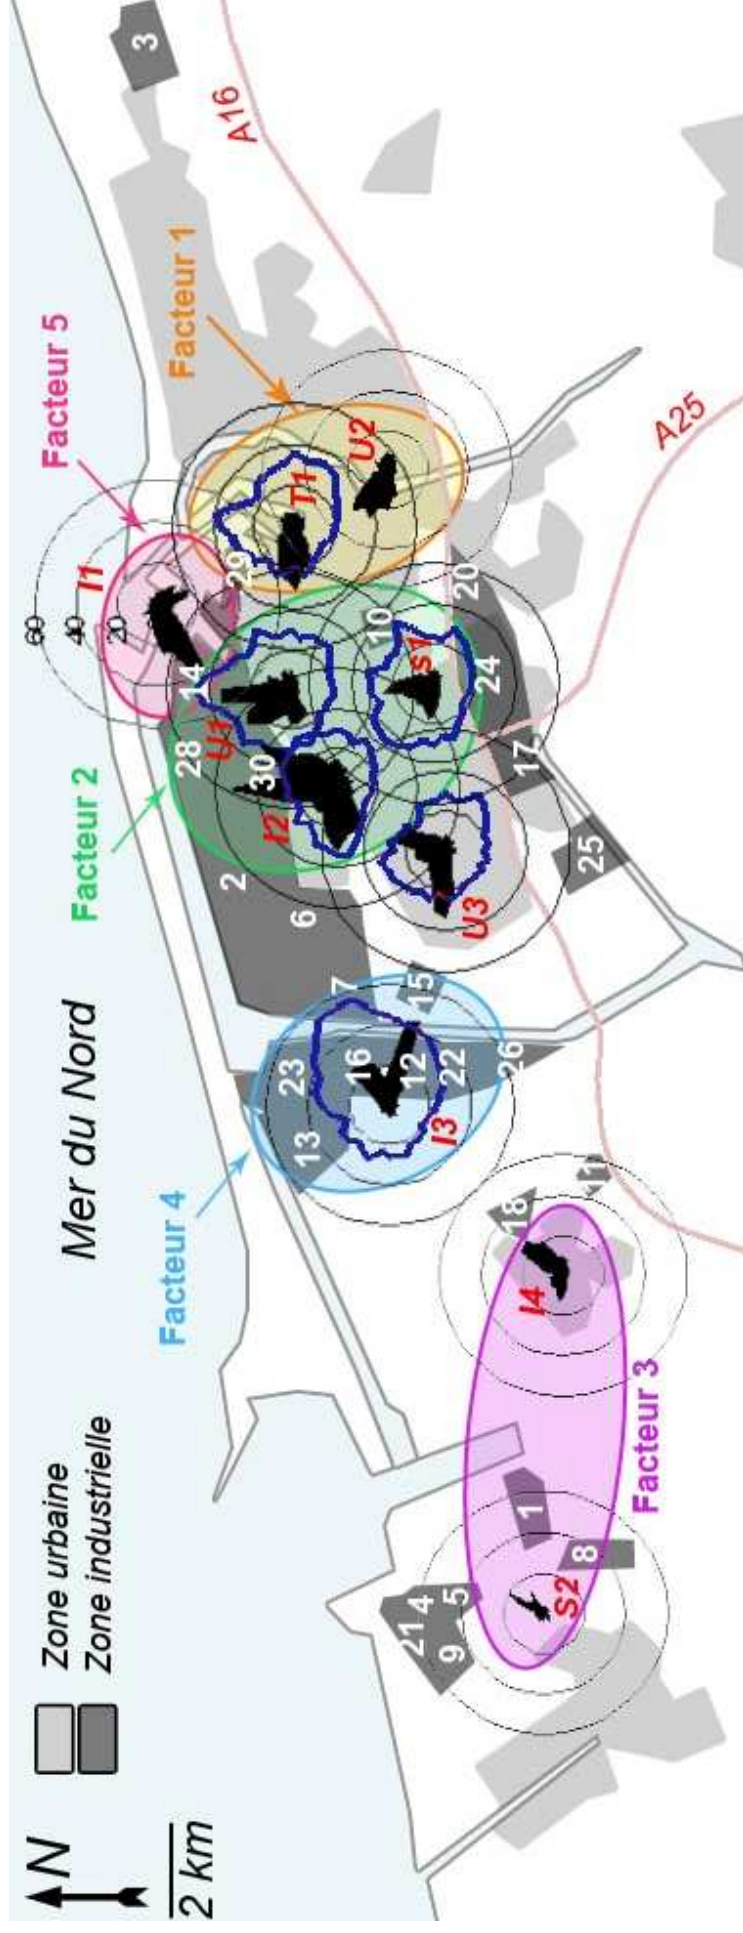 N
2 km
Zone urbaine
Zone industrielle
Mer du Nord
Facteur 4
Facteur 2
Facteur 5
Facteur 1
Facteur 3
A16
A25
60
40
20
I1
T1
U2
U1
I2
S1
U3
I3
I4
S2
3
29
14
28
30
10
20
24
17
25
2
6
7
15
23
16
12
22
26
13
18
11
1
8
21
4
5
9